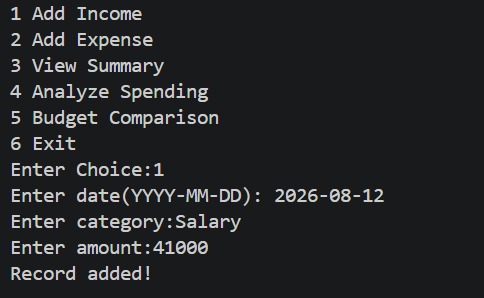 1 Add Income
2 Add Expense
3 View Summary
4 Analyze Spending
5 Budget Comparison
6 Exit
Enter Choice:1
Enter date(YYYY-MM-DD): 2026-08-12
Enter category:Salary
Enter amount:41000
Record added!